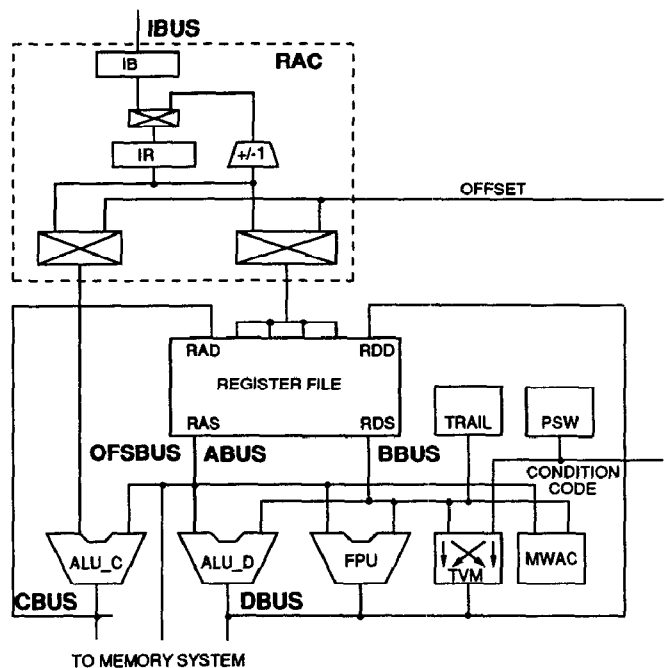 IBUS
IB
RAC
IR
+/-1
OFFSET
RAD
RDD
REGISTER FILE
RAS
RDS
TRAIL
PSW
OFSBUS
ABUS
BBUS
CONDITION
CODE
ALU_C
ALU_D
FPU
TVM
MWAC
CBUS
DBUS
TO MEMORY SYSTEM